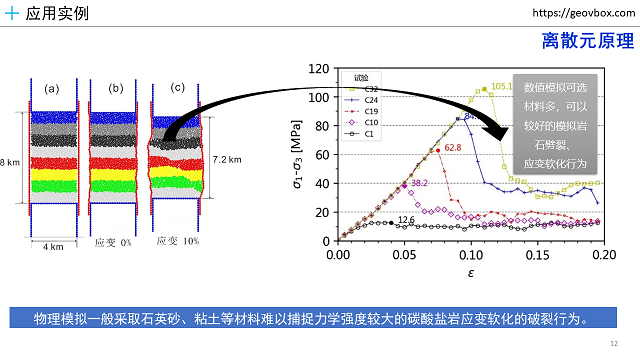 应用实例
https://geovbox.com
离散元原理
(a)
(b)
(c)
8 km
7.2 km
4 km
应变 0%
应变 10%
σ₁-σ₃ [MPa]
120
100
80
60
40
20
0
0.00
0.05
0.10
0.15
0.20
ε
试验
C32
C24
C19
C10
C1
105.1
84.
62.8
38.2
12.6
数值模拟可选
材料多，可以
较好的模拟岩
石劈裂、
应变软化行为
物理模拟一般采取石英砂、粘土等材料难以捕捉力学强度较大的碳酸盐岩应变软化的破裂行为。
12